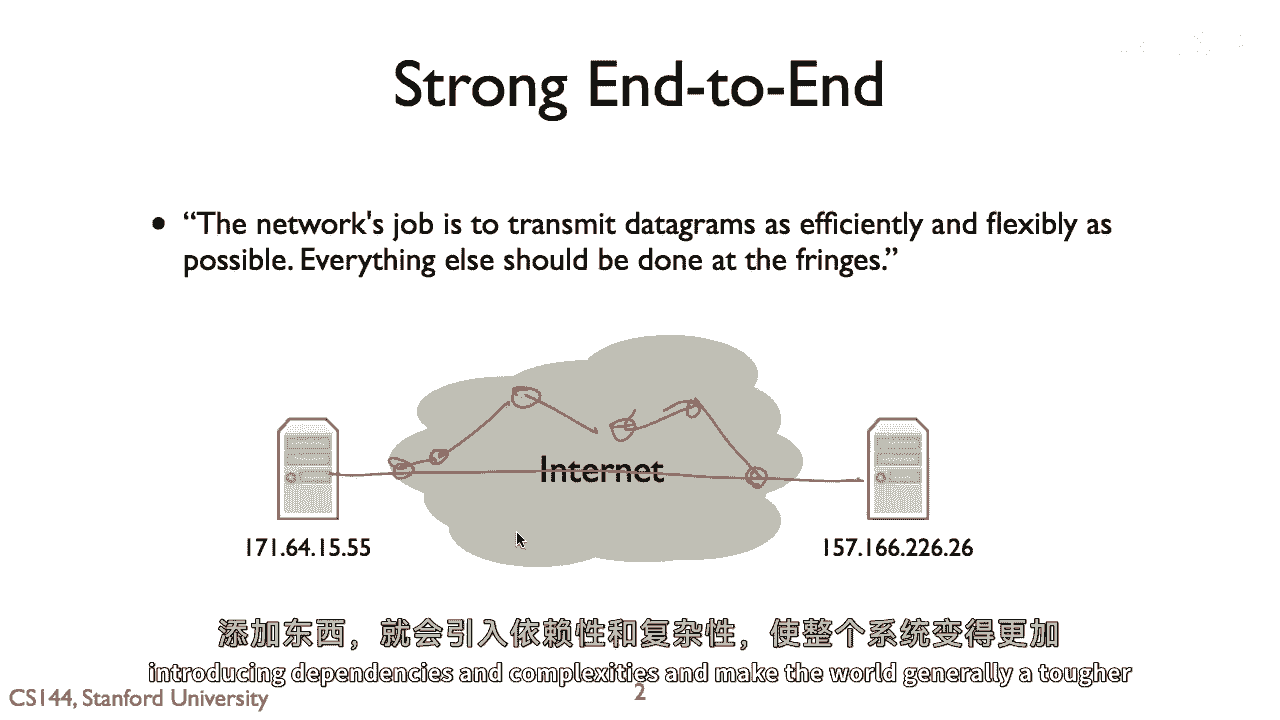 Strong End-to-End
• “The network's job is to transmit datagrams as efficiently and flexibly as
possible. Everything else should be done at the fringes.”
Internet
171.64.15.55
157.166.226.26
添加东西，就会引入依赖性和复杂性，使整个系统变得更加
introducing dependencies and complexities and make the world generally a tougher
CS144, Stanford University
2